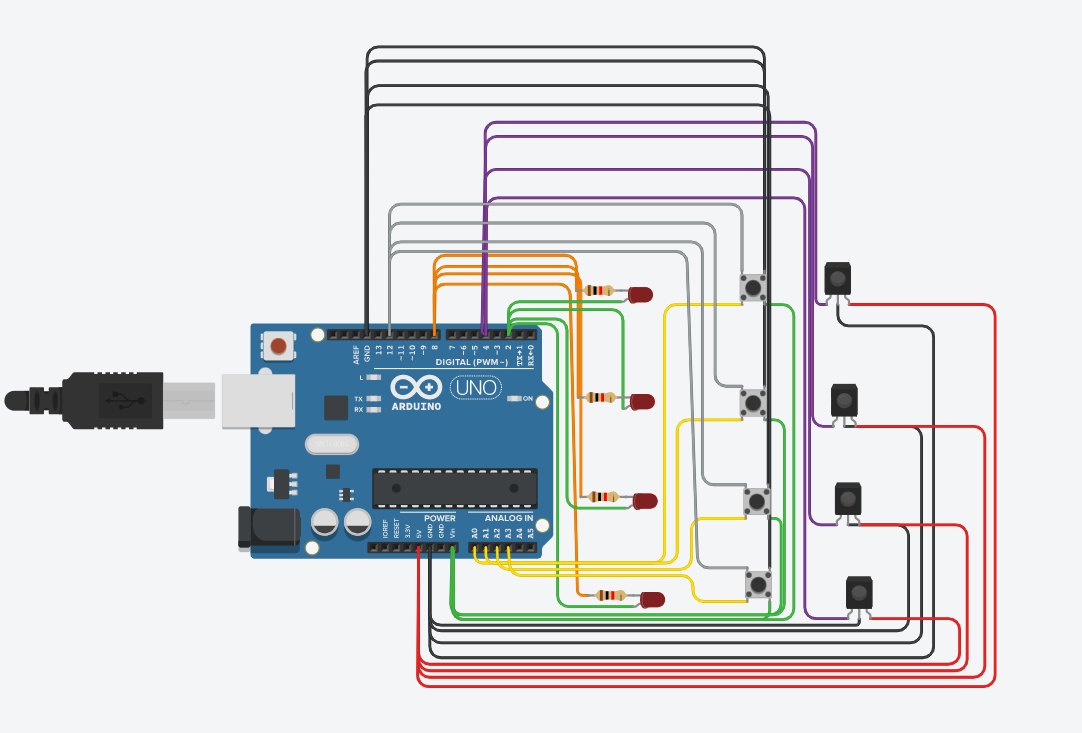 AREF
GND
13
12
~11
~10
~9
8
7
~6
~5
4
~3
2
TX→1
RX←0
DIGITAL (PWM~)
L
TX
RX
ARDUINO
UNO
ON
IOREF
RESET
3.3V
5V
GND
GND
Vin
POWER
ANALOG IN
A0
A1
A2
A3
A4
A5